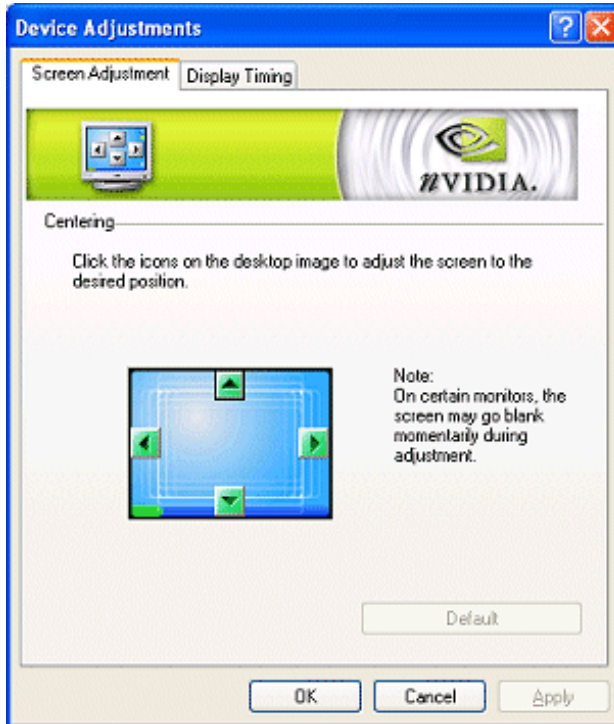 Device Adjustments
Screen Adjustment Display Timing
nVIDIA.
Centering
Click the icons on the desktop image to adjust the screen to the
desired position.
Note:
On certain monitors, the
screen may go blank
momentarily during
adjustment.
Default
OK Cancel Apply